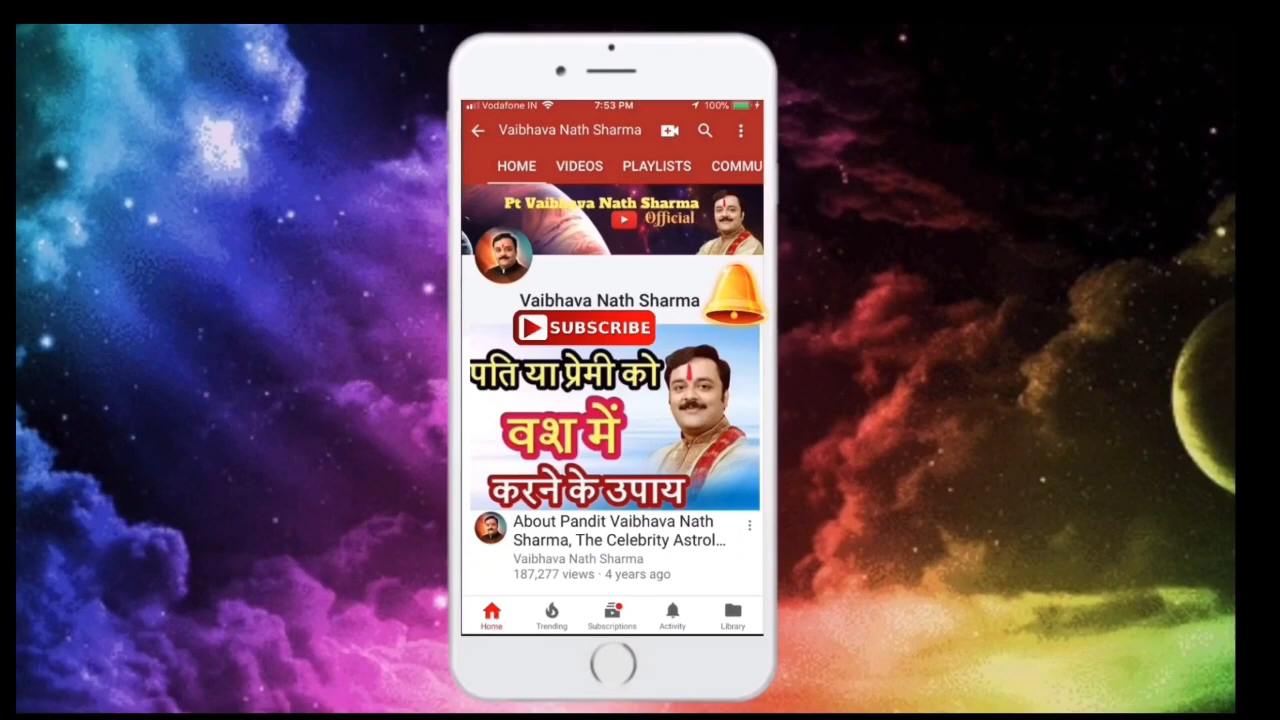 Vodafone IN 7:53 PM 100%
Vaibhava Nath Sharma
HOME VIDEOS PLAYLISTS COMMU
Pt Vaibhava Nath Sharma
Official
Vaibhava Nath Sharma
SUBSCRIBE
पति या प्रेमी को
वश में
करने के उपाय
About Pandit Vaibhava Nath
Sharma, The Celebrity Astrol...
Vaibhava Nath Sharma
187,277 views · 4 years ago
Home Trending Subscriptions Activity Library